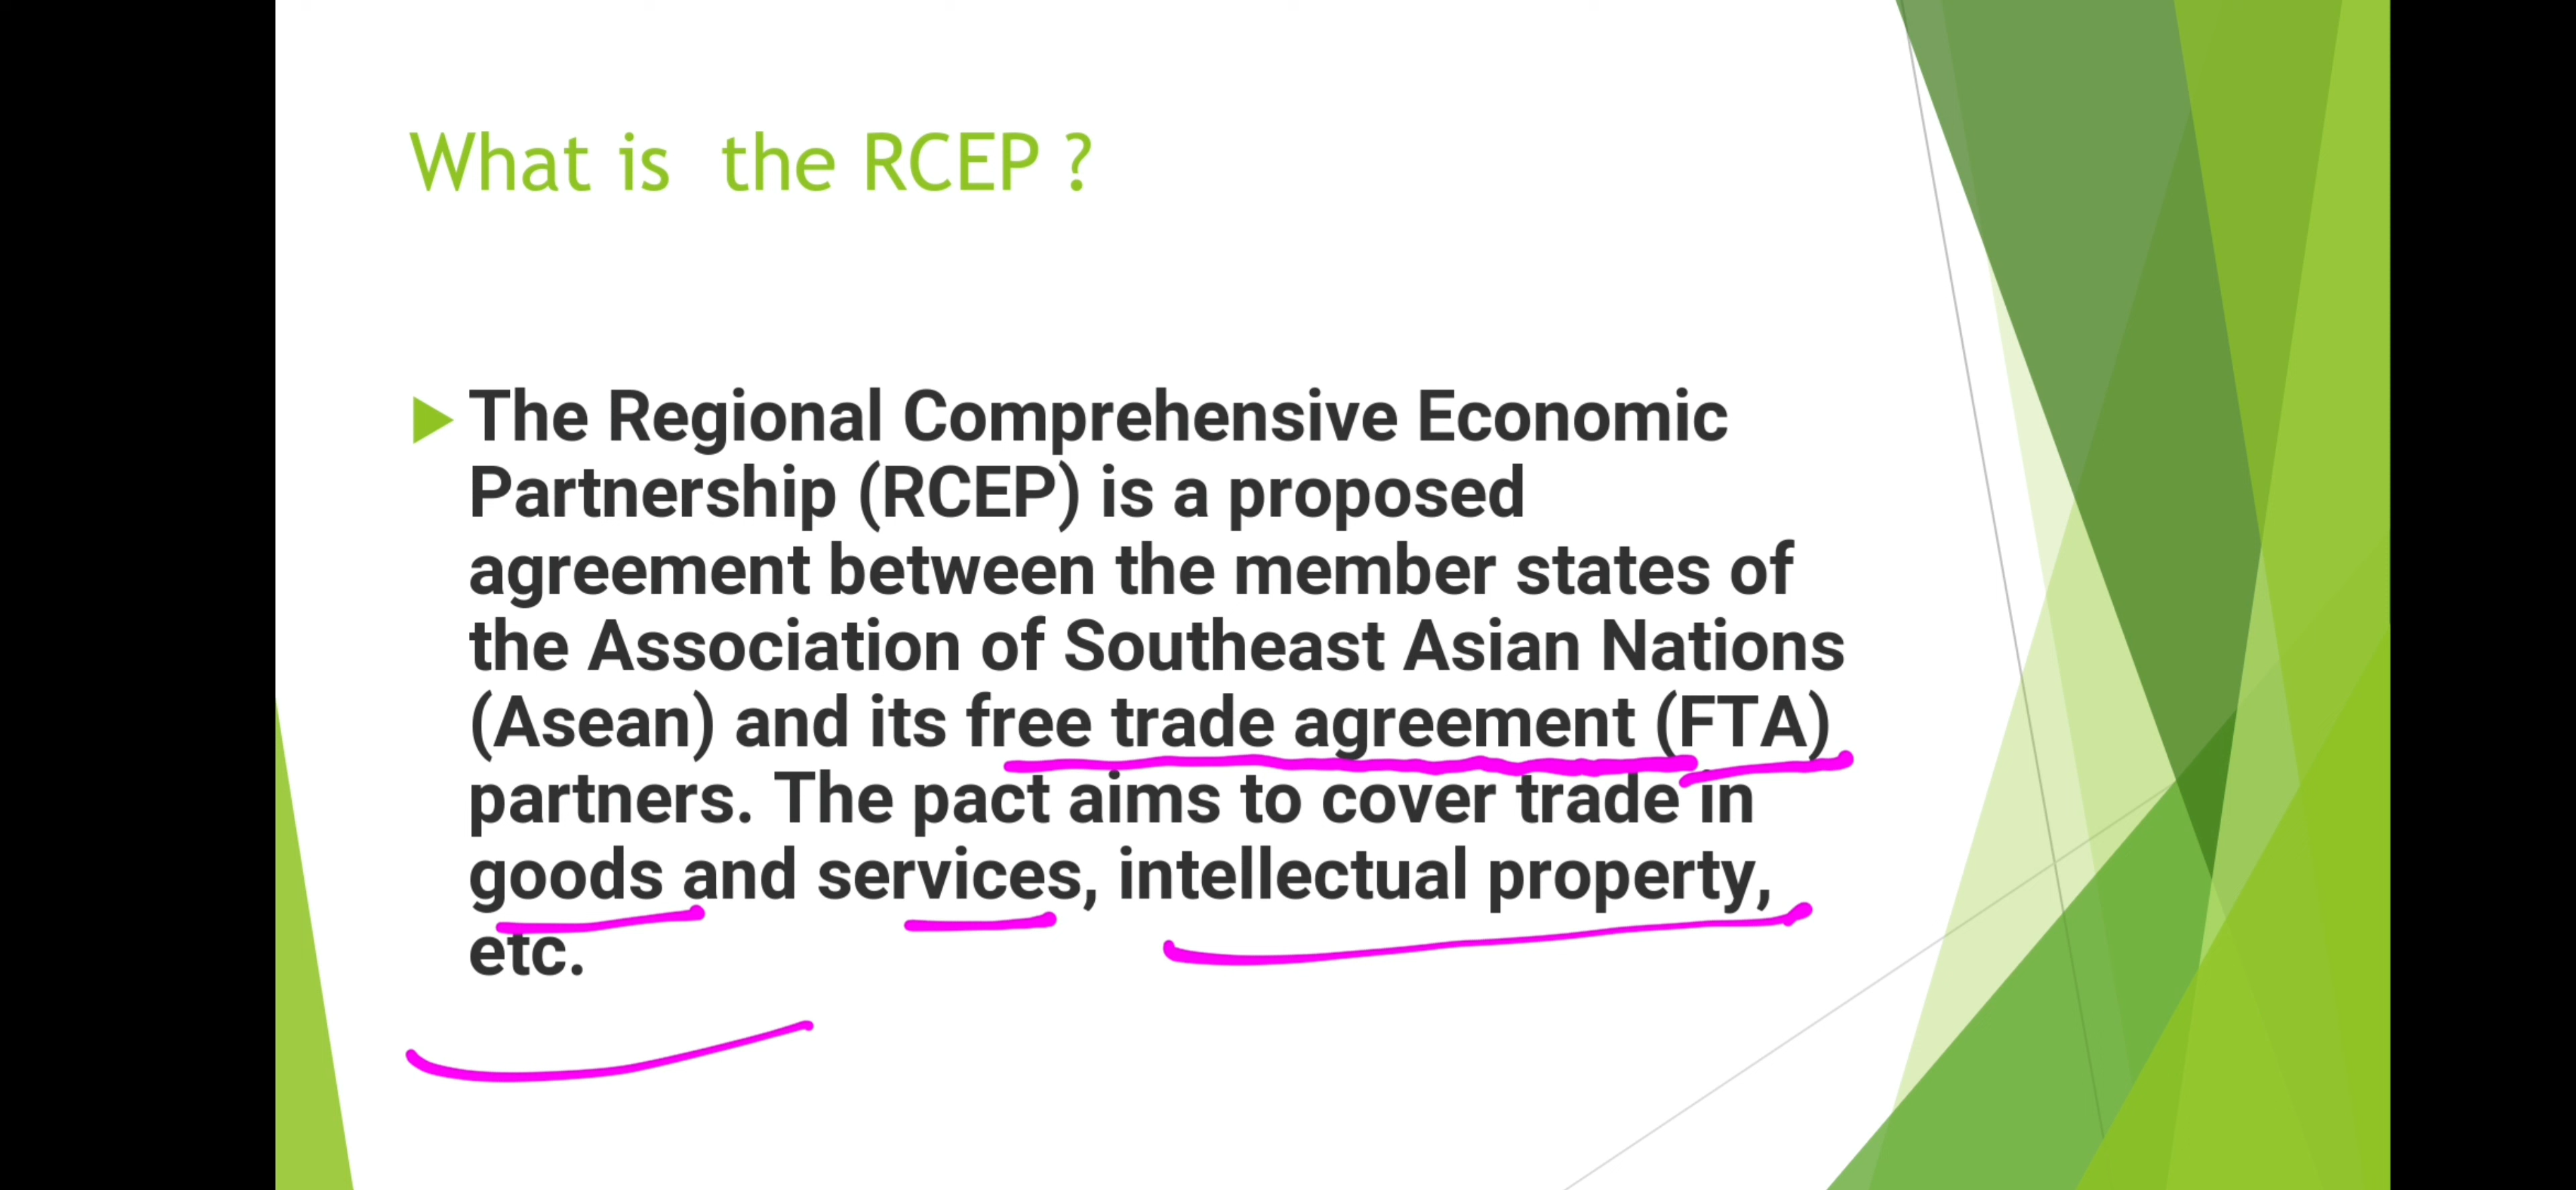 What is the RCEP ?
The Regional Comprehensive Economic
Partnership (RCEP) is a proposed
agreement between the member states of
the Association of Southeast Asian Nations
(Asean) and its free trade agreement (FTA)
partners. The pact aims to cover trade in
goods and services, intellectual property,
etc.